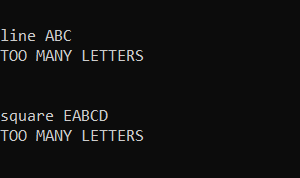 line ABC
TOO MANY LETTERS
square EABCD
TOO MANY LETTERS